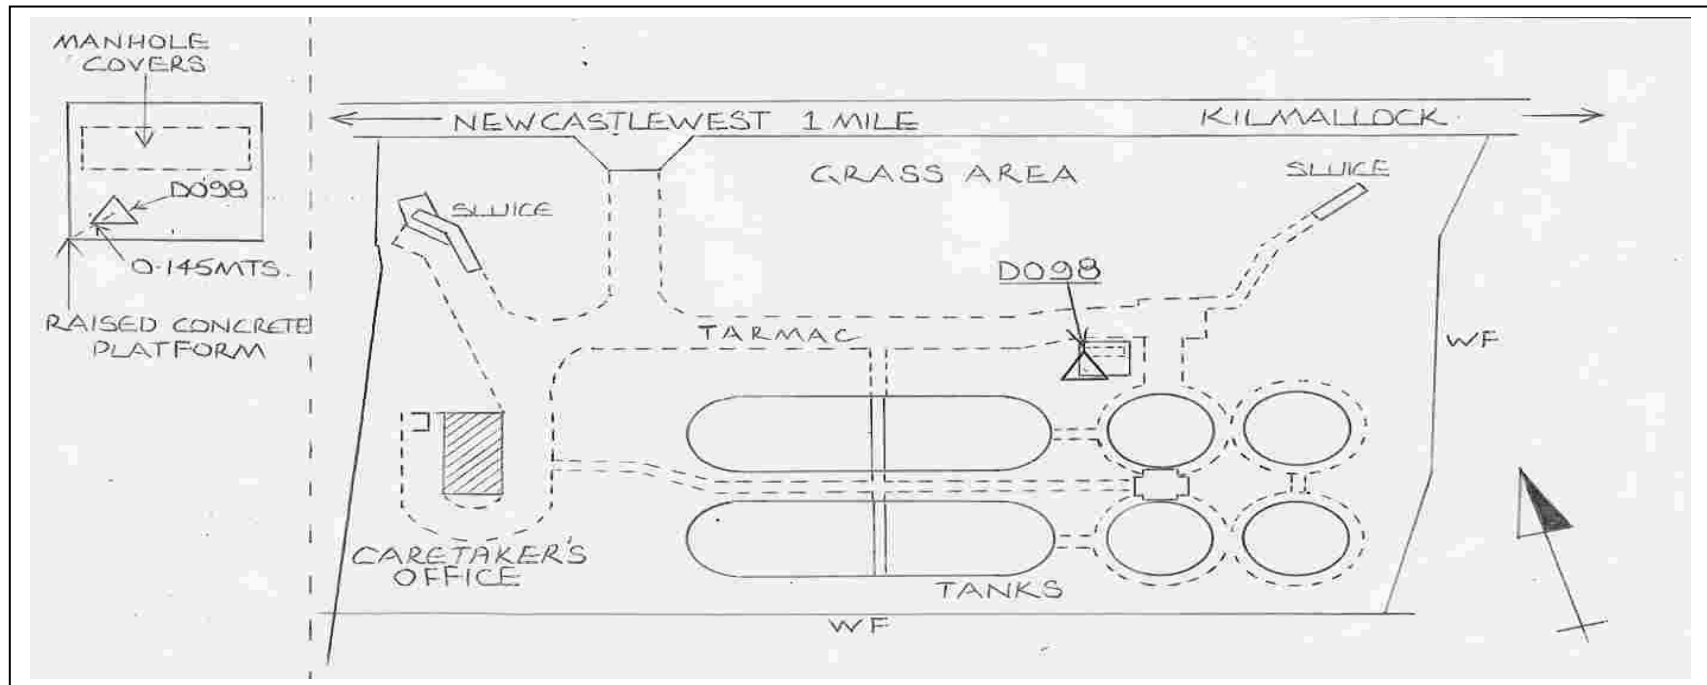 MANHOLE
COVERS
D098
0.145MTS.
RAISED CONCRETE
PLATFORM
NEWCASTLEWEST 1 MILE
KILMALLOCK
GRASS AREA
SLUICE
SLUICE
D098
TARMAC
WF
CARETAKER'S
OFFICE
TANKS
WF